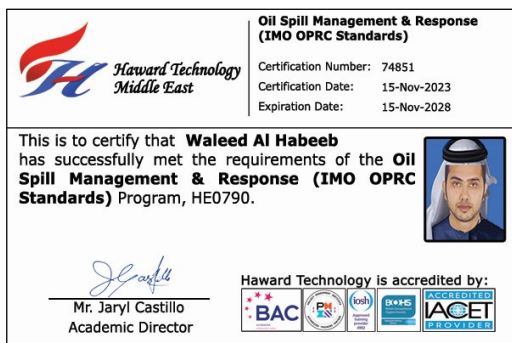 Haward Technology
Middle East
Oil Spill Management & Response
(IMO OPRC Standards)
Certification Number: 74851
Certification Date: 15-Nov-2023
Expiration Date: 15-Nov-2028
This is to certify that Waleed Al Habeeb
has successfully met the requirements of the Oil
Spill Management & Response (IMO OPRC
Standards) Program, HE0790.
Mr. Jaryl Castillo
Academic Director
Haward Technology is accredited by:
BAC
iosh
ACCREDITED
IACET
PROVIDER